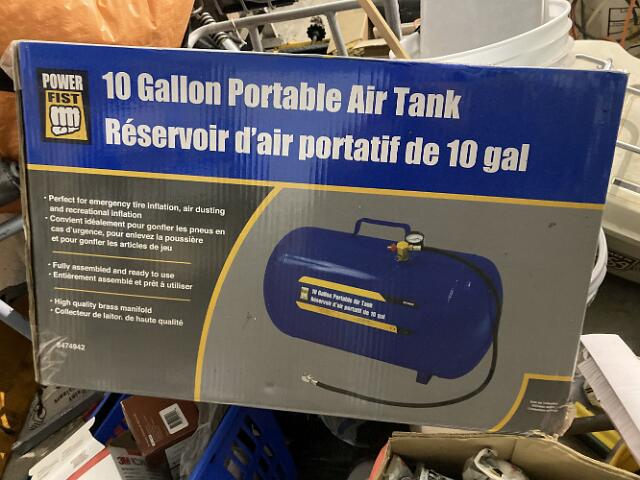 POWER
FIST
10 Gallon Portable Air Tank
Réservoir d'air portatif de 10 gal
• Perfect for emergency tire inflation, air dusting
and recreational inflation
• Convient idéalement pour gonfler les pneus en
cas d'urgence, pour enlevez la poussière
et pour gonfler les articles de jeu
• Fully assembled and ready to use
• Entièrement assemblé et prêt à utiliser
• High quality brass manifold
• Collecteur de laiton de haute qualité
8474942
10 Gallon Portable Air Tank
Réservoir d'air portatif de 10 gal
3M